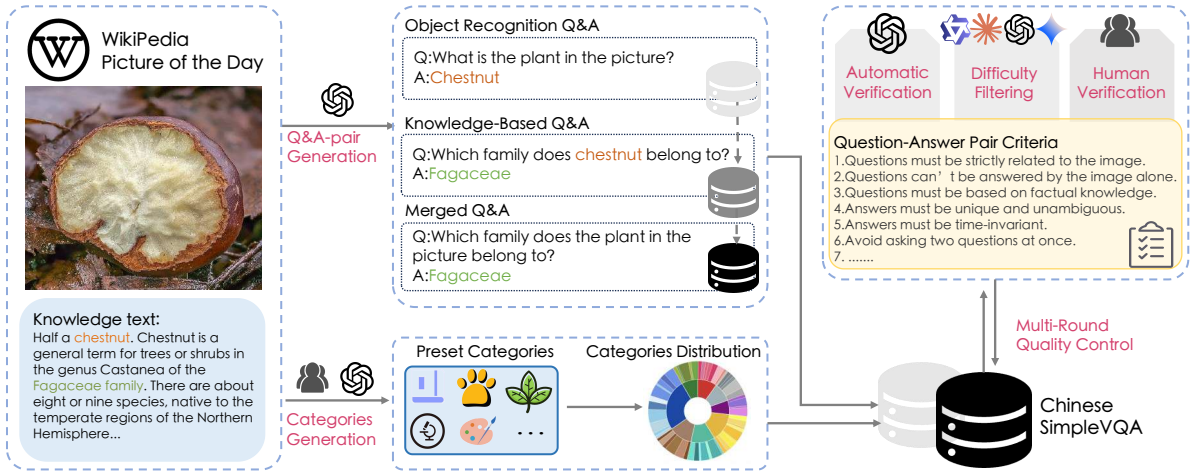 WikiPedia
Picture of the Day
Knowledge text:
Half a chestnut. Chestnut is a
general term for trees or shrubs in
the genus Castanea of the
Fagaceae family. There are about
eight or nine species, native to the
temperate regions of the Northern
Hemisphere...
Q&A-pair
Generation
Categories
Generation
Object Recognition Q&A
Q:What is the plant in the picture?
A:Chestnut
Knowledge-Based Q&A
Q:Which family does chestnut belong to?
A:Fagaceae
Merged Q&A
Q:Which family does the plant in the
picture belong to?
A:Fagaceae
Preset Categories
Categories Distribution
Automatic
Verification
Difficulty
Filtering
Human
Verification
Question-Answer Pair Criteria
1.Questions must be strictly related to the image.
2.Questions can’t be answered by the image alone.
3.Questions must be based on factual knowledge.
4.Answers must be unique and unambiguous.
5.Answers must be time-invariant.
6.Avoid asking two questions at once.
7. .......
Multi-Round
Quality Control
Chinese
SimpleVQA